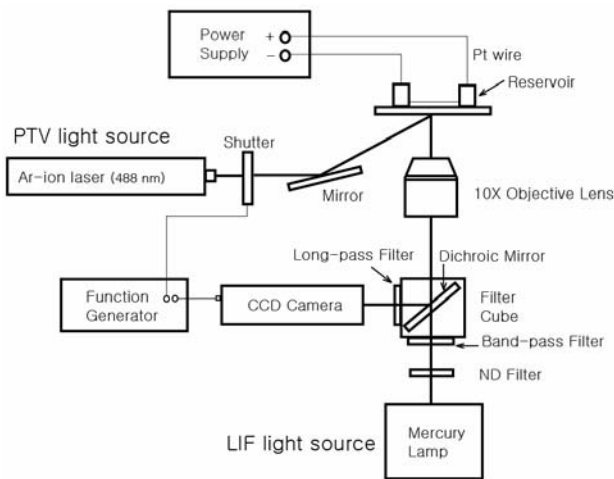 Power
Supply
+
−
Pt wire
Reservoir
PTV light source
Shutter
Ar-ion laser (488 nm)
Mirror
10X Objective Lens
Long-pass Filter
Dichroic Mirror
Function
Generator
CCD Camera
Filter
Cube
Band-pass Filter
ND Filter
LIF light source
Mercury
Lamp